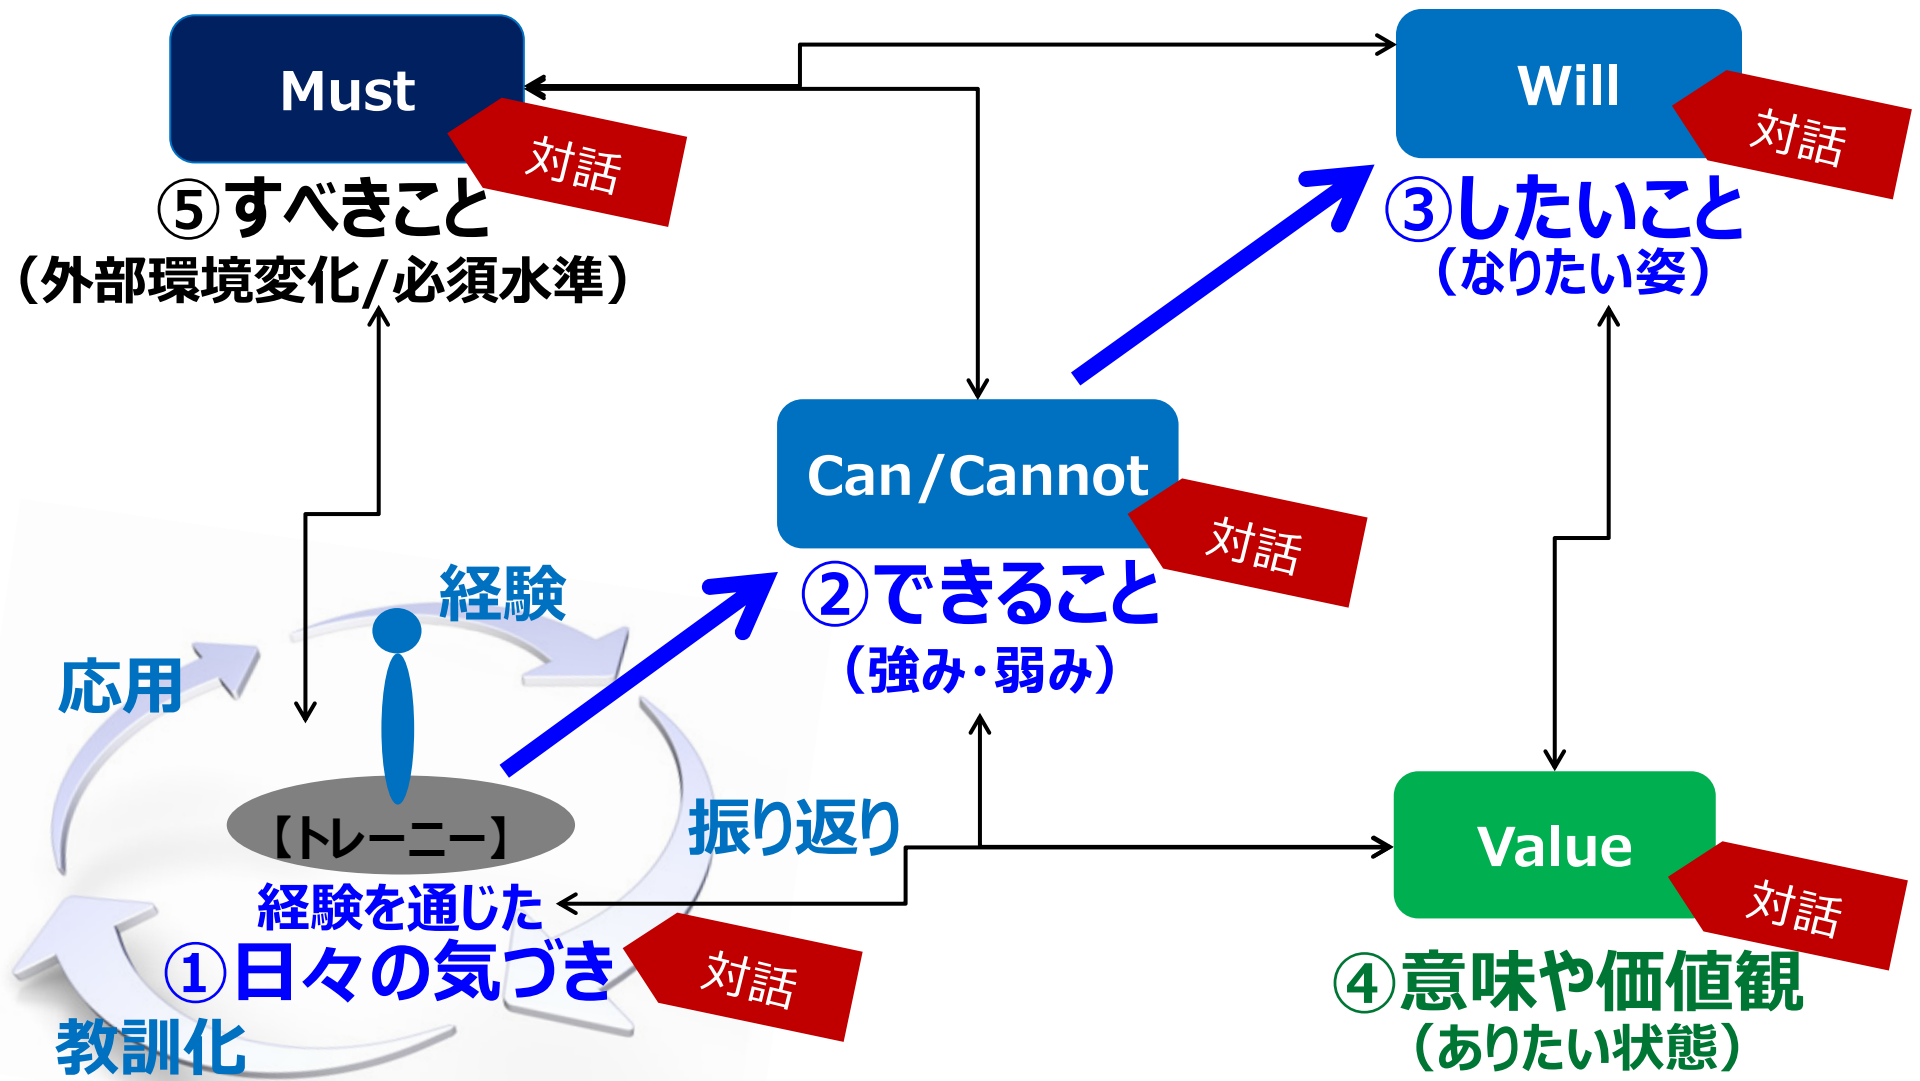 Must
対話
⑤すべきこと
（外部環境変化/必須水準）
Will
対話
③したいこと
（なりたい姿）
Can/Cannot
対話
②できること
（強み・弱み）
経験
応用
【トレーニー】
振り返り
経験を通じた
①日々の気づき
対話
教訓化
Value
対話
④意味や価値観
（ありたい状態）